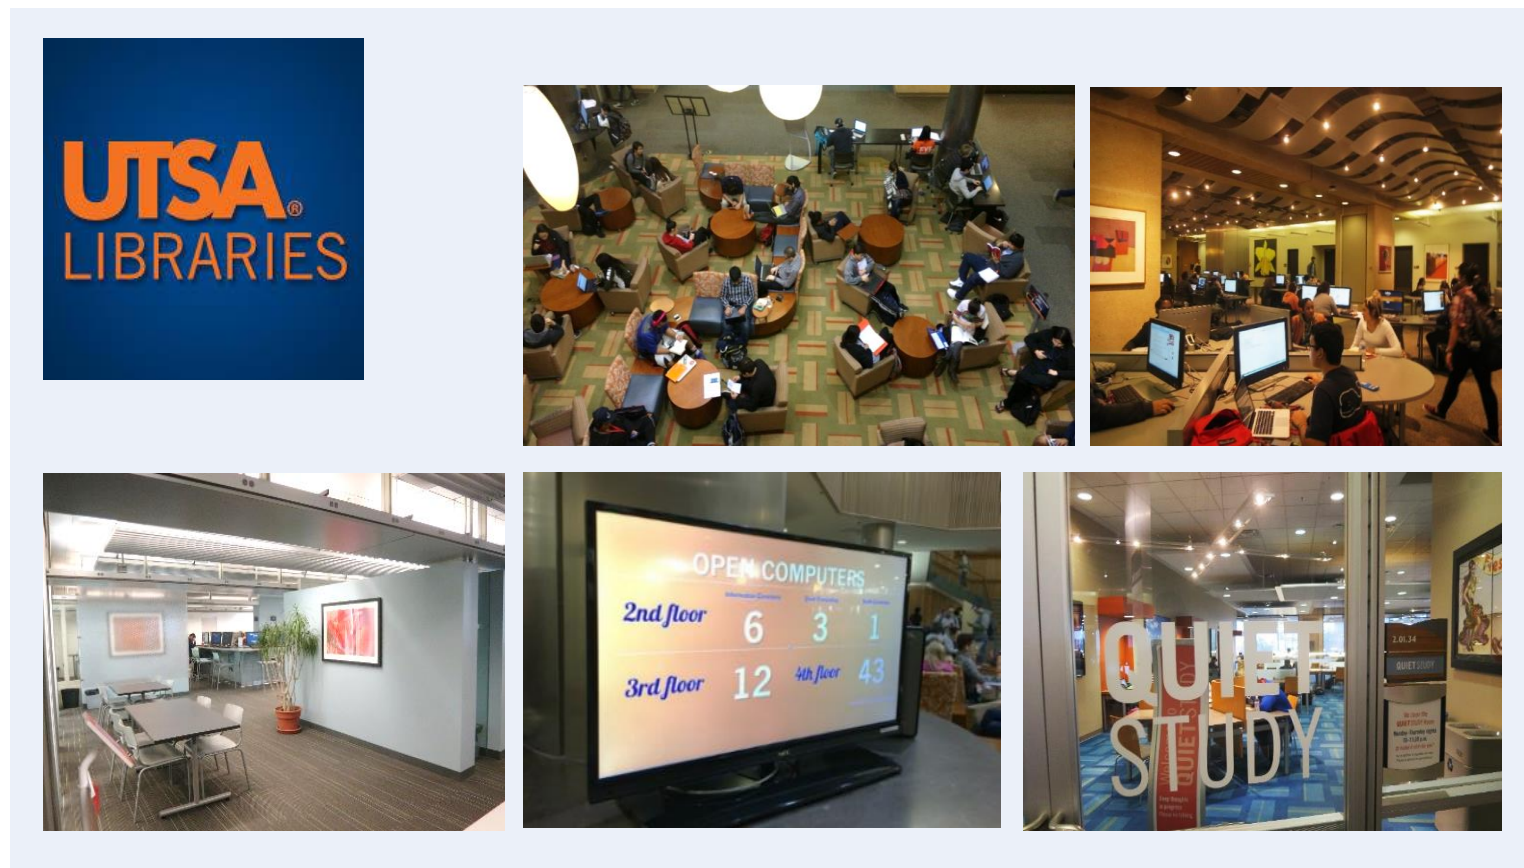 UTSA®
LIBRARIES
OPEN COMPUTERS
2nd floor
6
3
1
3rd floor
12
4th floor
43
QUIET
STUDY
2.01.34
QUIET STUDY
QUIET STUDY